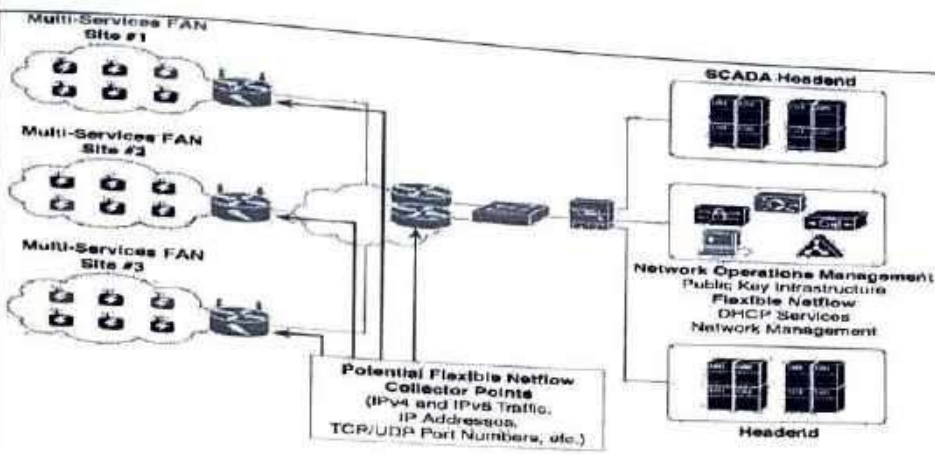 Multi-Services FAN
Site #1
Multi-Services FAN
Site #2
Multi-Services FAN
Site #3
SCADA Headend
Network Operations Management
Public Key Infrastructure
Flexible Netflow
DHCP Services
Network Management
Potential Flexible Netflow
Collector Points
(IPv4 and IPv6 Traffic,
IP Addresses,
TCP/UDP Port Numbers, etc.)
Headend